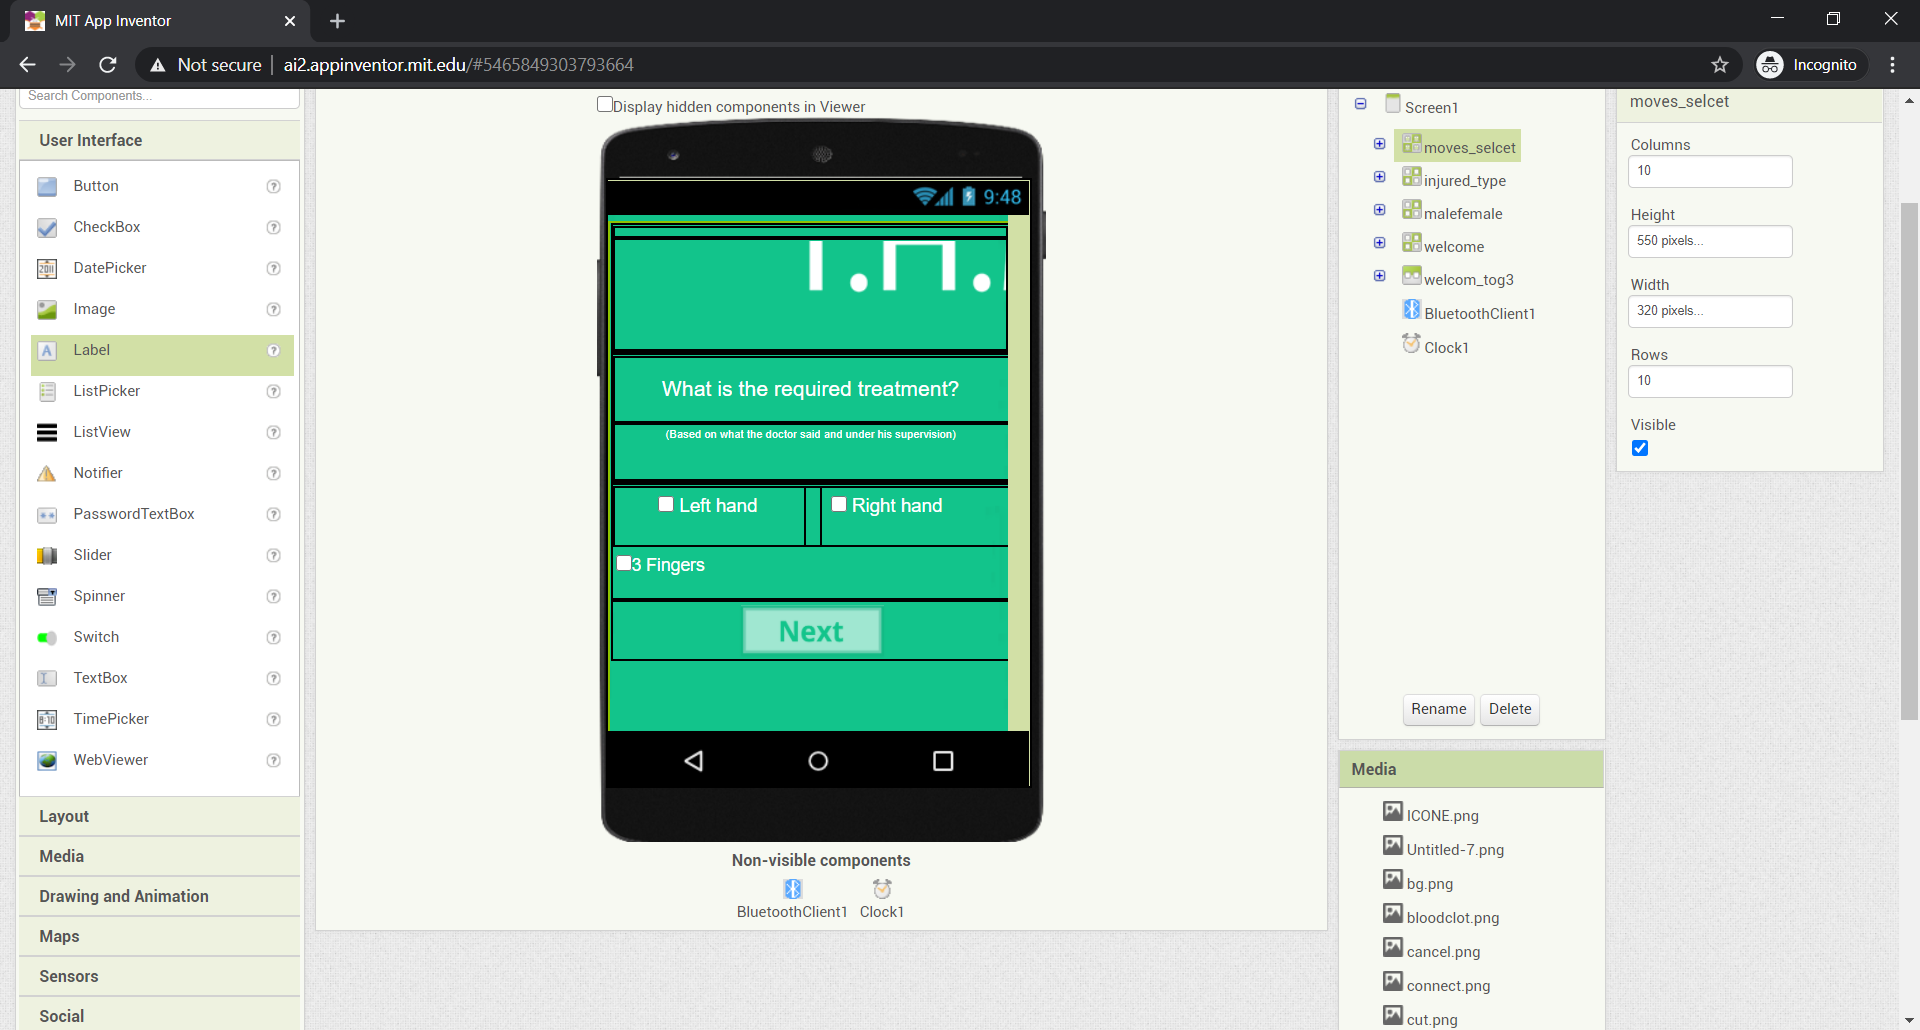 MIT App Inventor
Not secure
ai2.appinventor.mit.edu/#5465849303793664
Incognito
Search Components...
User Interface
Button
CheckBox
DatePicker
Image
Label
ListPicker
ListView
Notifier
PasswordTextBox
Slider
Spinner
Switch
TextBox
TimePicker
WebViewer
Layout
Media
Drawing and Animation
Maps
Sensors
Social
Display hidden components in Viewer
9:48
What is the required treatment?
(Based on what the doctor said and under his supervision)
Left hand
Right hand
3 Fingers
Next
Non-visible components
BluetoothClient1
Clock1
Screen1
moves_selcet
injured_type
malefemale
welcome
welcom_tog3
BluetoothClient1
Clock1
Rename
Delete
Media
ICONE.png
Untitled-7.png
bg.png
bloodclot.png
cancel.png
connect.png
cut.png
moves_selcet
Columns
10
Height
550 pixels...
Width
320 pixels...
Rows
10
Visible